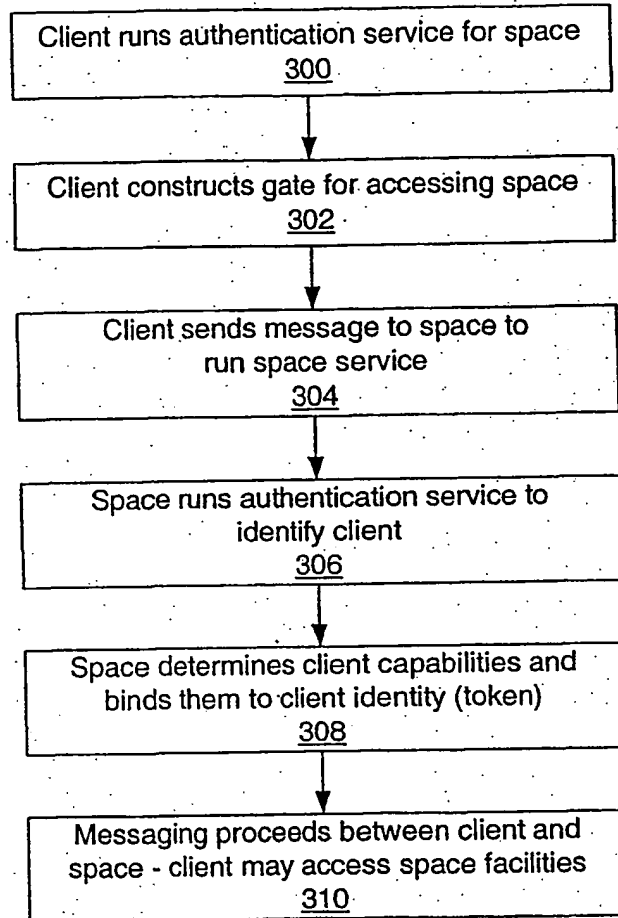 Client runs authentication service for space
300
Client constructs gate for accessing space
302
Client sends message to space to
run space service
304
Space runs authentication service to
identify client
306
Space determines client capabilities and
binds them to client identity (token)
308
Messaging proceeds between client and
space - client may access space facilities
310